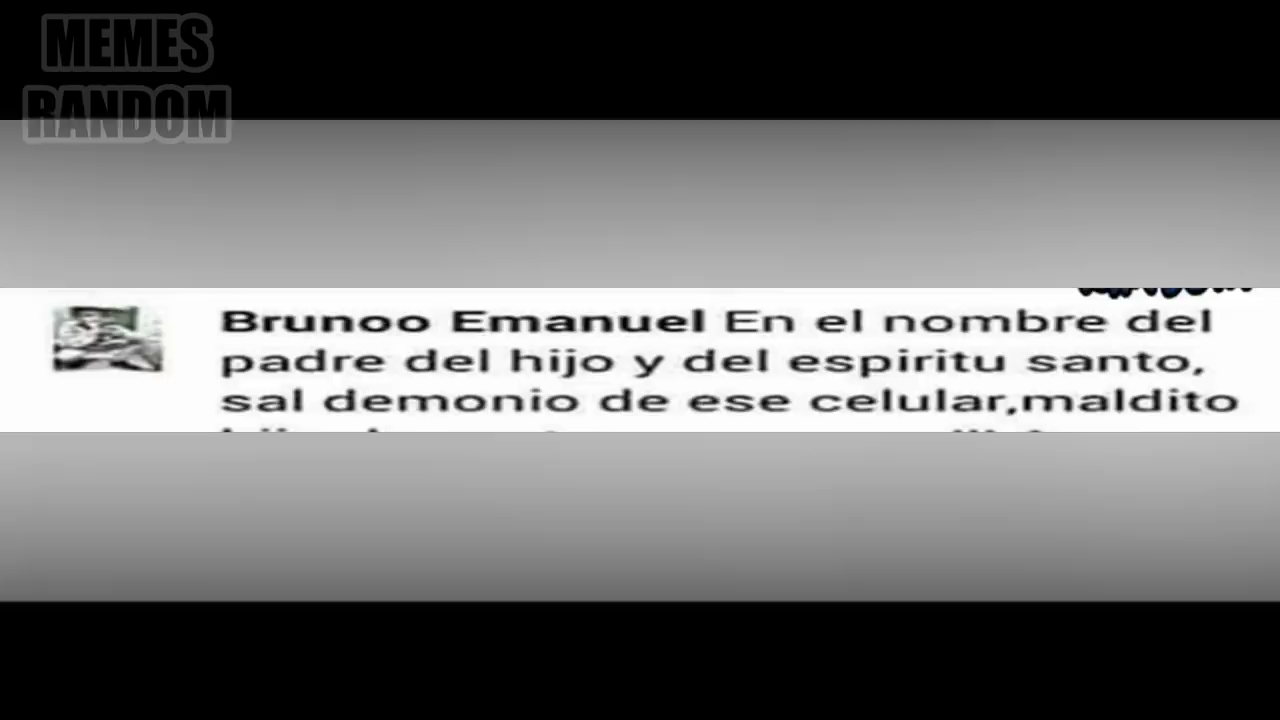 MEMES
RANDOM
Brunoo Emanuel En el nombre del
padre del hijo y del espiritu santo,
sal demonio de ese celular,maldito